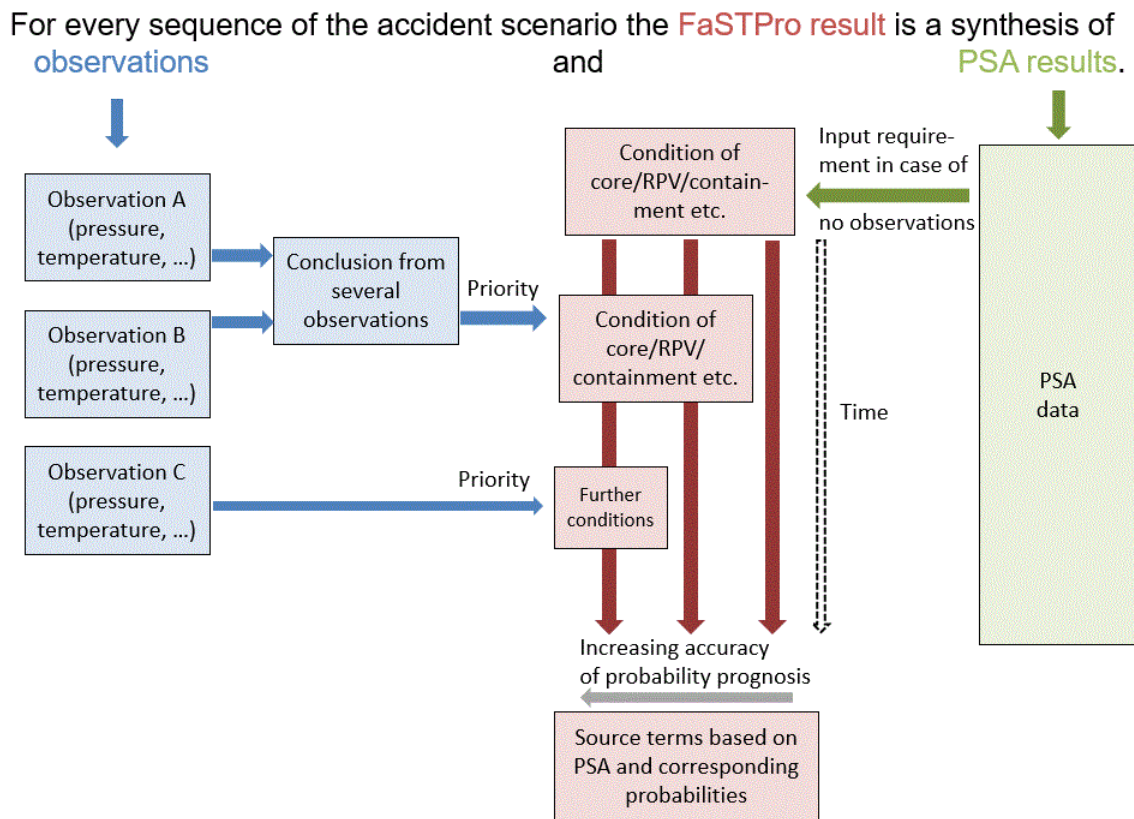 For every sequence of the accident scenario the FaSTPro result is a synthesis of
observations and PSA results.
Observation A
(pressure,
temperature, ...)
Observation B
(pressure,
temperature, ...)
Observation C
(pressure,
temperature, ...)
Conclusion from
several
observations
Priority
Priority
Condition of
core/RPV/contain-
ment etc.
Condition of
core/RPV/
containment etc.
Further
conditions
Input require-
ment in case of
no observations
Time
PSA
data
Increasing accuracy
of probability prognosis
Source terms based on
PSA and corresponding
probabilities